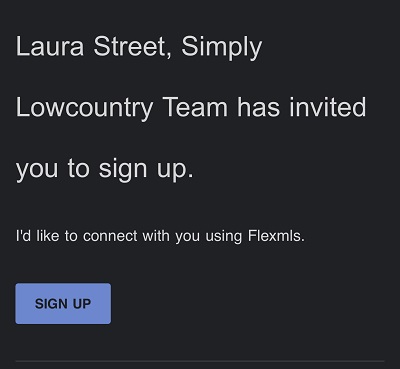 Laura Street, Simply
Lowcountry Team has invited
you to sign up.
I'd like to connect with you using Flexmls.
SIGN UP